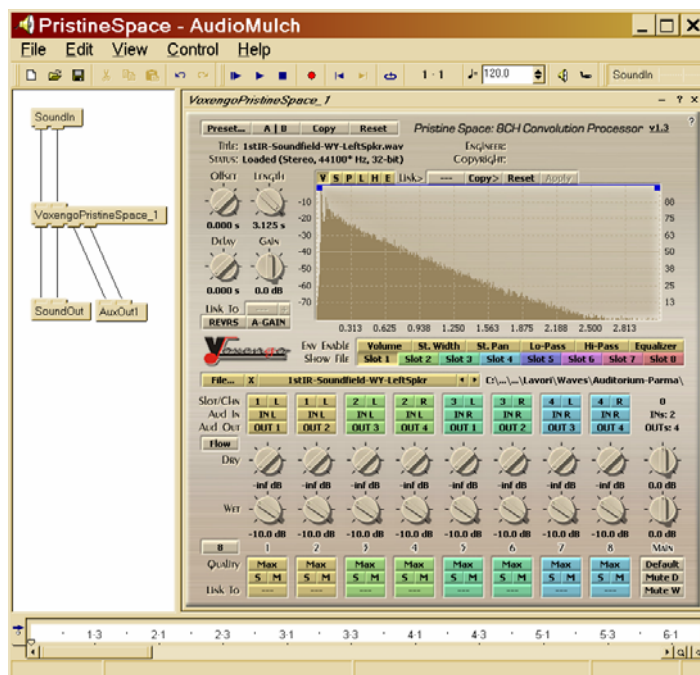 PristineSpace - AudioMulch
File Edit View Control Help
1 · 1 120.0 SoundIn
SoundIn
VoxengoPristineSpace_1
SoundOut AuxOut1
VoxengoPristineSpace_1 - ? x
Preset... A | B Copy Reset Pristine Space: 8CH Convolution Processor v1.3 ?
Title: 1stIR-Soundfield-WY-LeftSpkr.wav Engineer:
Status: Loaded (Stereo, 44100* Hz, 32-bit) Copyright:
Offset Length V S P L H E Link> --- Copy> Reset Apply
0.000 s 3.125 s
Delay Gain
0.000 s 0.0 dB
Link To ---
REVRS A-GAIN
-10 88
-20 75
-30 63
-40 50
-50 38
-60 25
-70 13
0.313 0.625 0.938 1.250 1.563 1.875 2.188 2.500 2.813
Voxengo
Env Enable Volume St. Width St. Pan Lo-Pass Hi-Pass Equalizer
Show File Slot 1 Slot 2 Slot 3 Slot 4 Slot 5 Slot 6 Slot 7 Slot 8
File... X 1stIR-Soundfield-WY-LeftSpkr C:\...\...\Lavori\Waves\Auditorium-Parma\
Slot/Chn 1 L 1 L 2 L 2 R 3 L 3 R 4 L 4 R 0
Aud In IN L IN L IN L IN L IN R IN R IN R IN R INs: 2
Aud Out OUT 1 OUT 2 OUT 3 OUT 4 OUT 1 OUT 2 OUT 3 OUT 4 OUTs: 4
Flow
Dry
-inf dB -inf dB -inf dB -inf dB -inf dB -inf dB -inf dB -inf dB 0.0 dB
Wet
-10.0 dB -10.0 dB -10.0 dB -10.0 dB -10.0 dB -10.0 dB -10.0 dB -10.0 dB 0.0 dB
8 1 2 3 4 5 6 7 8 Main
Quality Max Max Max Max Max Max Max Max Default
S M S M S M S M S M S M S M S M Mute D
Link To --- --- --- --- --- --- --- --- Mute W
1·3 2·1 2·3 3·1 3·3 4·1 4·3 5·1 5·3 6·1